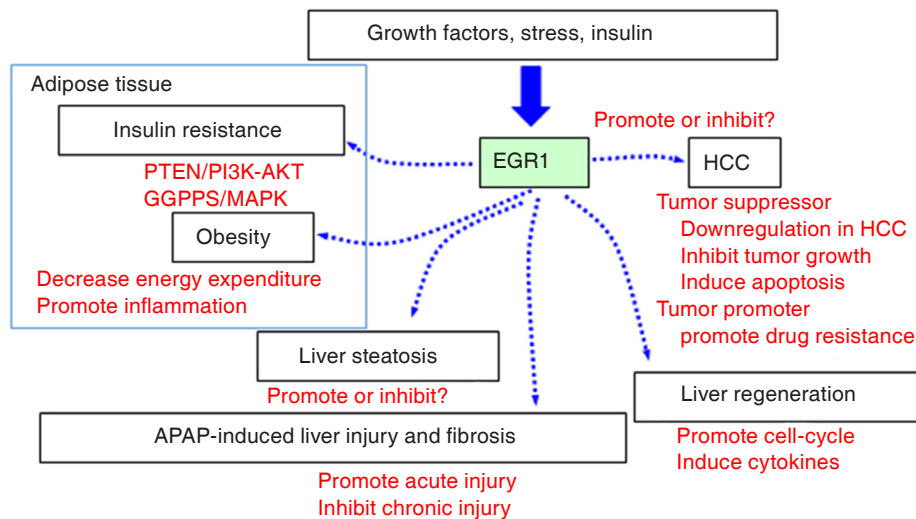 Growth factors, stress, insulin
Adipose tissue
Insulin resistance
PTEN/PI3K-AKT
GGPPS/MAPK
Obesity
Decrease energy expenditure
Promote inflammation
EGR1
Promote or inhibit?
HCC
Tumor suppressor
Downregulation in HCC
Inhibit tumor growth
Induce apoptosis
Tumor promoter
promote drug resistance
Liver steatosis
Promote or inhibit?
Liver regeneration
Promote cell-cycle
Induce cytokines
APAP-induced liver injury and fibrosis
Promote acute injury
Inhibit chronic injury